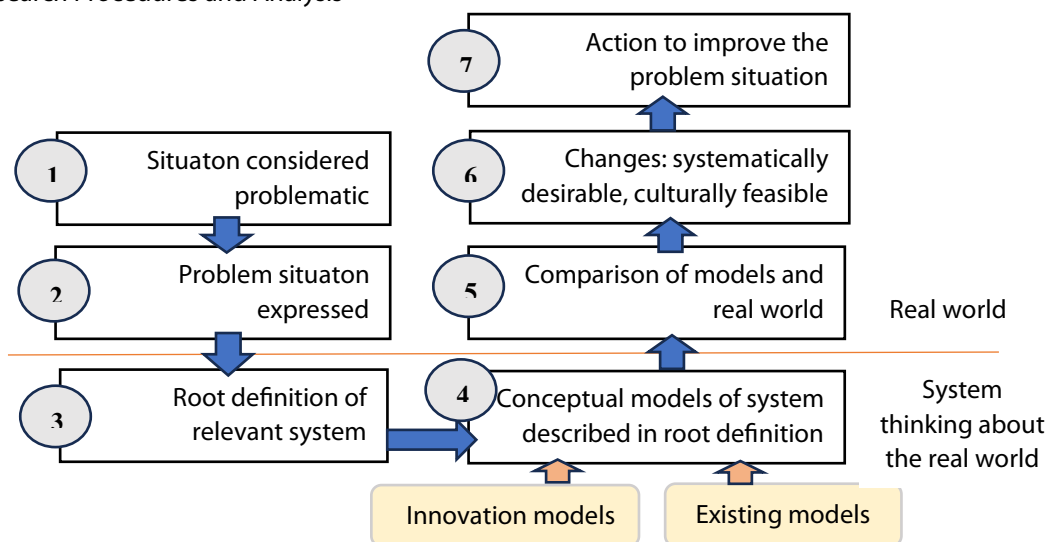 search Procedures and Analysis
1
Situaton considered
problematic
2
Problem situaton
expressed
3
Root definition of
relevant system
4
Conceptual models of system
described in root definition
5
Comparison of models and
real world
6
Changes: systematically
desirable, culturally feasible
7
Action to improve the
problem situation
Real world
System
thinking about
the real world
Innovation models
Existing models